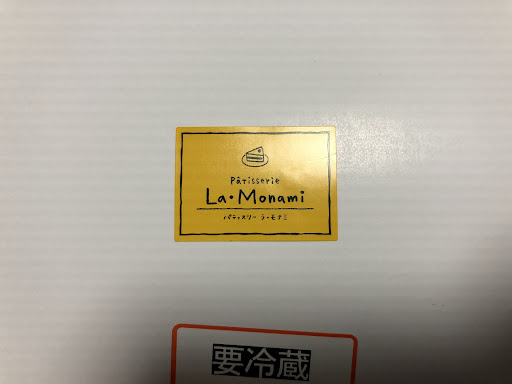 Pâtisserie
La・Monami
パティスリー ラ・モナミ
要冷蔵